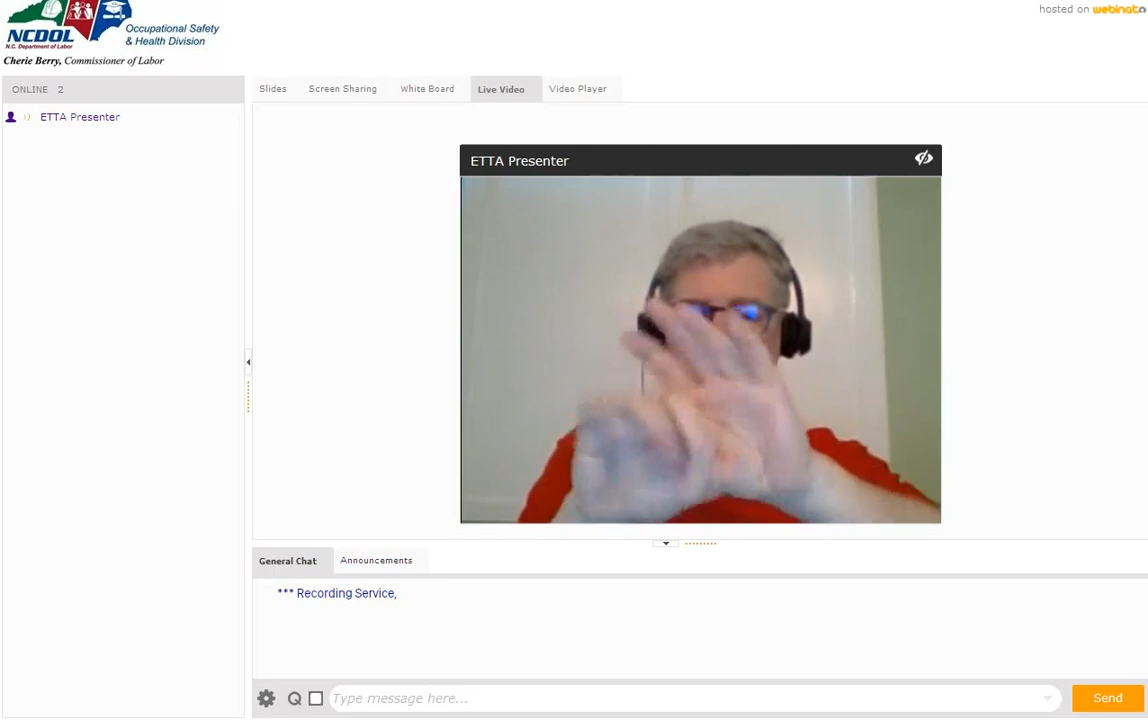 hosted on webinato
NCDOL
N.C. Department of Labor
Occupational Safety
& Health Division
Cherie Berry, Commissioner of Labor
ONLINE 2
Slides
Screen Sharing
White Board
Live Video
Video Player
ETTA Presenter
ETTA Presenter
General Chat
Announcements
*** Recording Service,
Q
Type message here...
Send